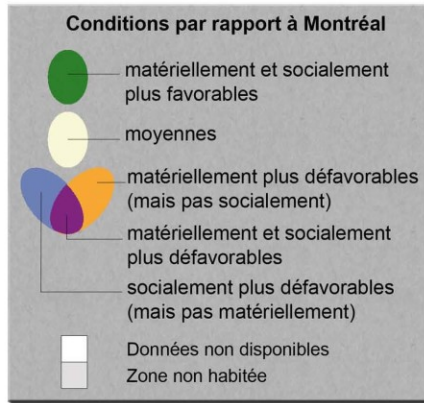 Conditions par rapport à Montréal
matériellement et socialement
plus favorables
moyennes
matériellement plus défavorables
(mais pas socialement)
matériellement et socialement
plus défavorables
socialement plus défavorables
(mais pas matériellement)
Données non disponibles
Zone non habitée